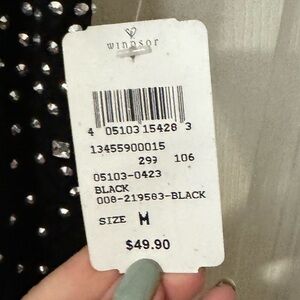 WINDSOR
4 05103 15428 3
13455900015
299 106
05103-0423
BLACK
008-219583-BLACK
SIZE M
$49.90